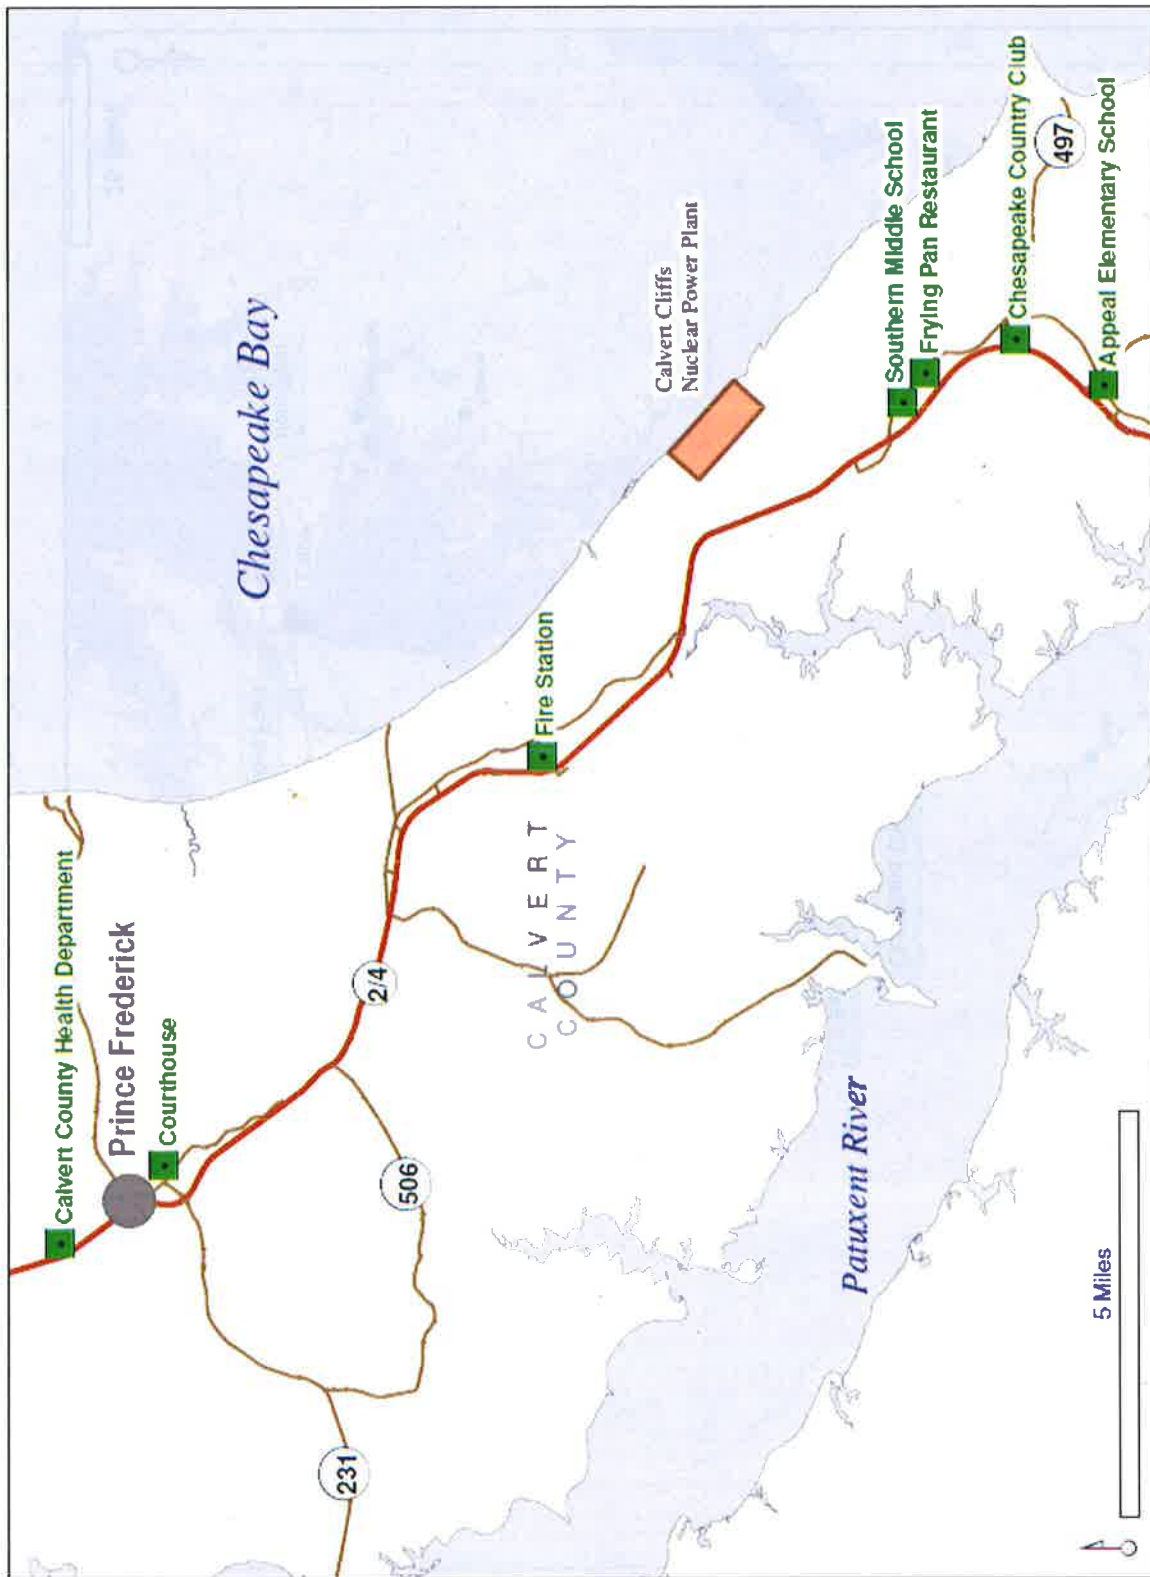 Calvert County Health Department
Prince Frederick
Courthouse
Chesapeake Bay
2/4
506
231
Fire Station
CALVERT
COUNTY
Calvert Cliffs
Nuclear Power Plant
Southern Middle School
Frying Pan Restaurant
Chesapeake Country Club
497
Appeal Elementary School
Patuxent River
5 Miles